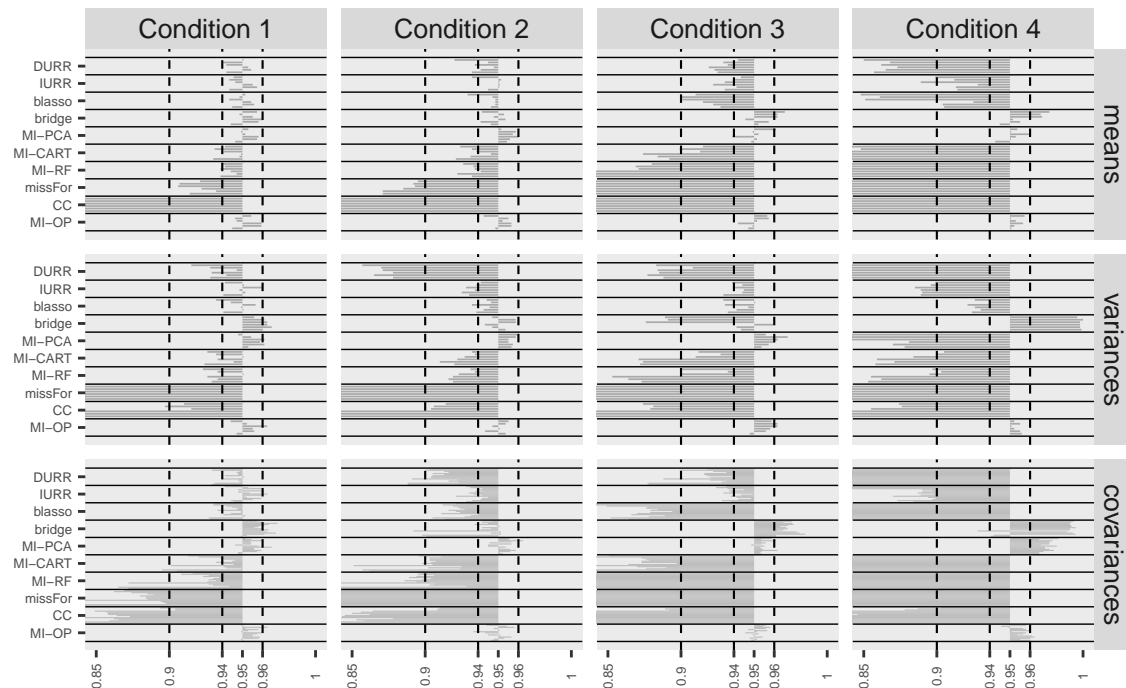 Condition 1 Condition 2 Condition 3 Condition 4
DURR
IURR
blasso
bridge
MI−PCA
MI−CART
MI−RF
missFor
CC
MI−OP
means
DURR
IURR
blasso
bridge
MI−PCA
MI−CART
MI−RF
missFor
CC
MI−OP
variances
DURR
IURR
blasso
bridge
MI−PCA
MI−CART
MI−RF
missFor
CC
MI−OP
covariances
0.85 0.9 0.94 0.95 0.96 1 0.85 0.9 0.94 0.95 0.96 1 0.85 0.9 0.94 0.95 0.96 1 0.85 0.9 0.94 0.95 0.96 1